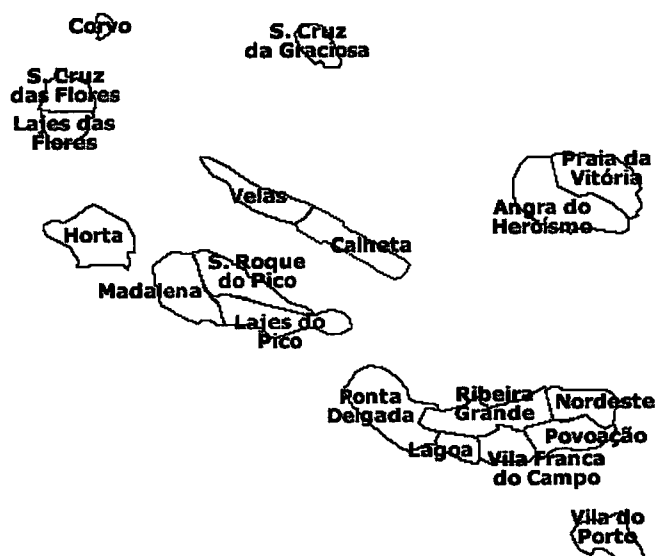 Corvo
S. Cruz
da Graciosa
S. Cruz
das Flores
Lajes das
Flores
Praia da
Vitória
Velas
Angra do
Heroísmo
Horta
Calheta
S. Roque
do Pico
Madalena
Lajes do
Pico
Ponta
Delgada
Ribeira
Grande
Nordeste
Povoação
Lagoa
Vila Franca
do Campo
Vila do
Porto